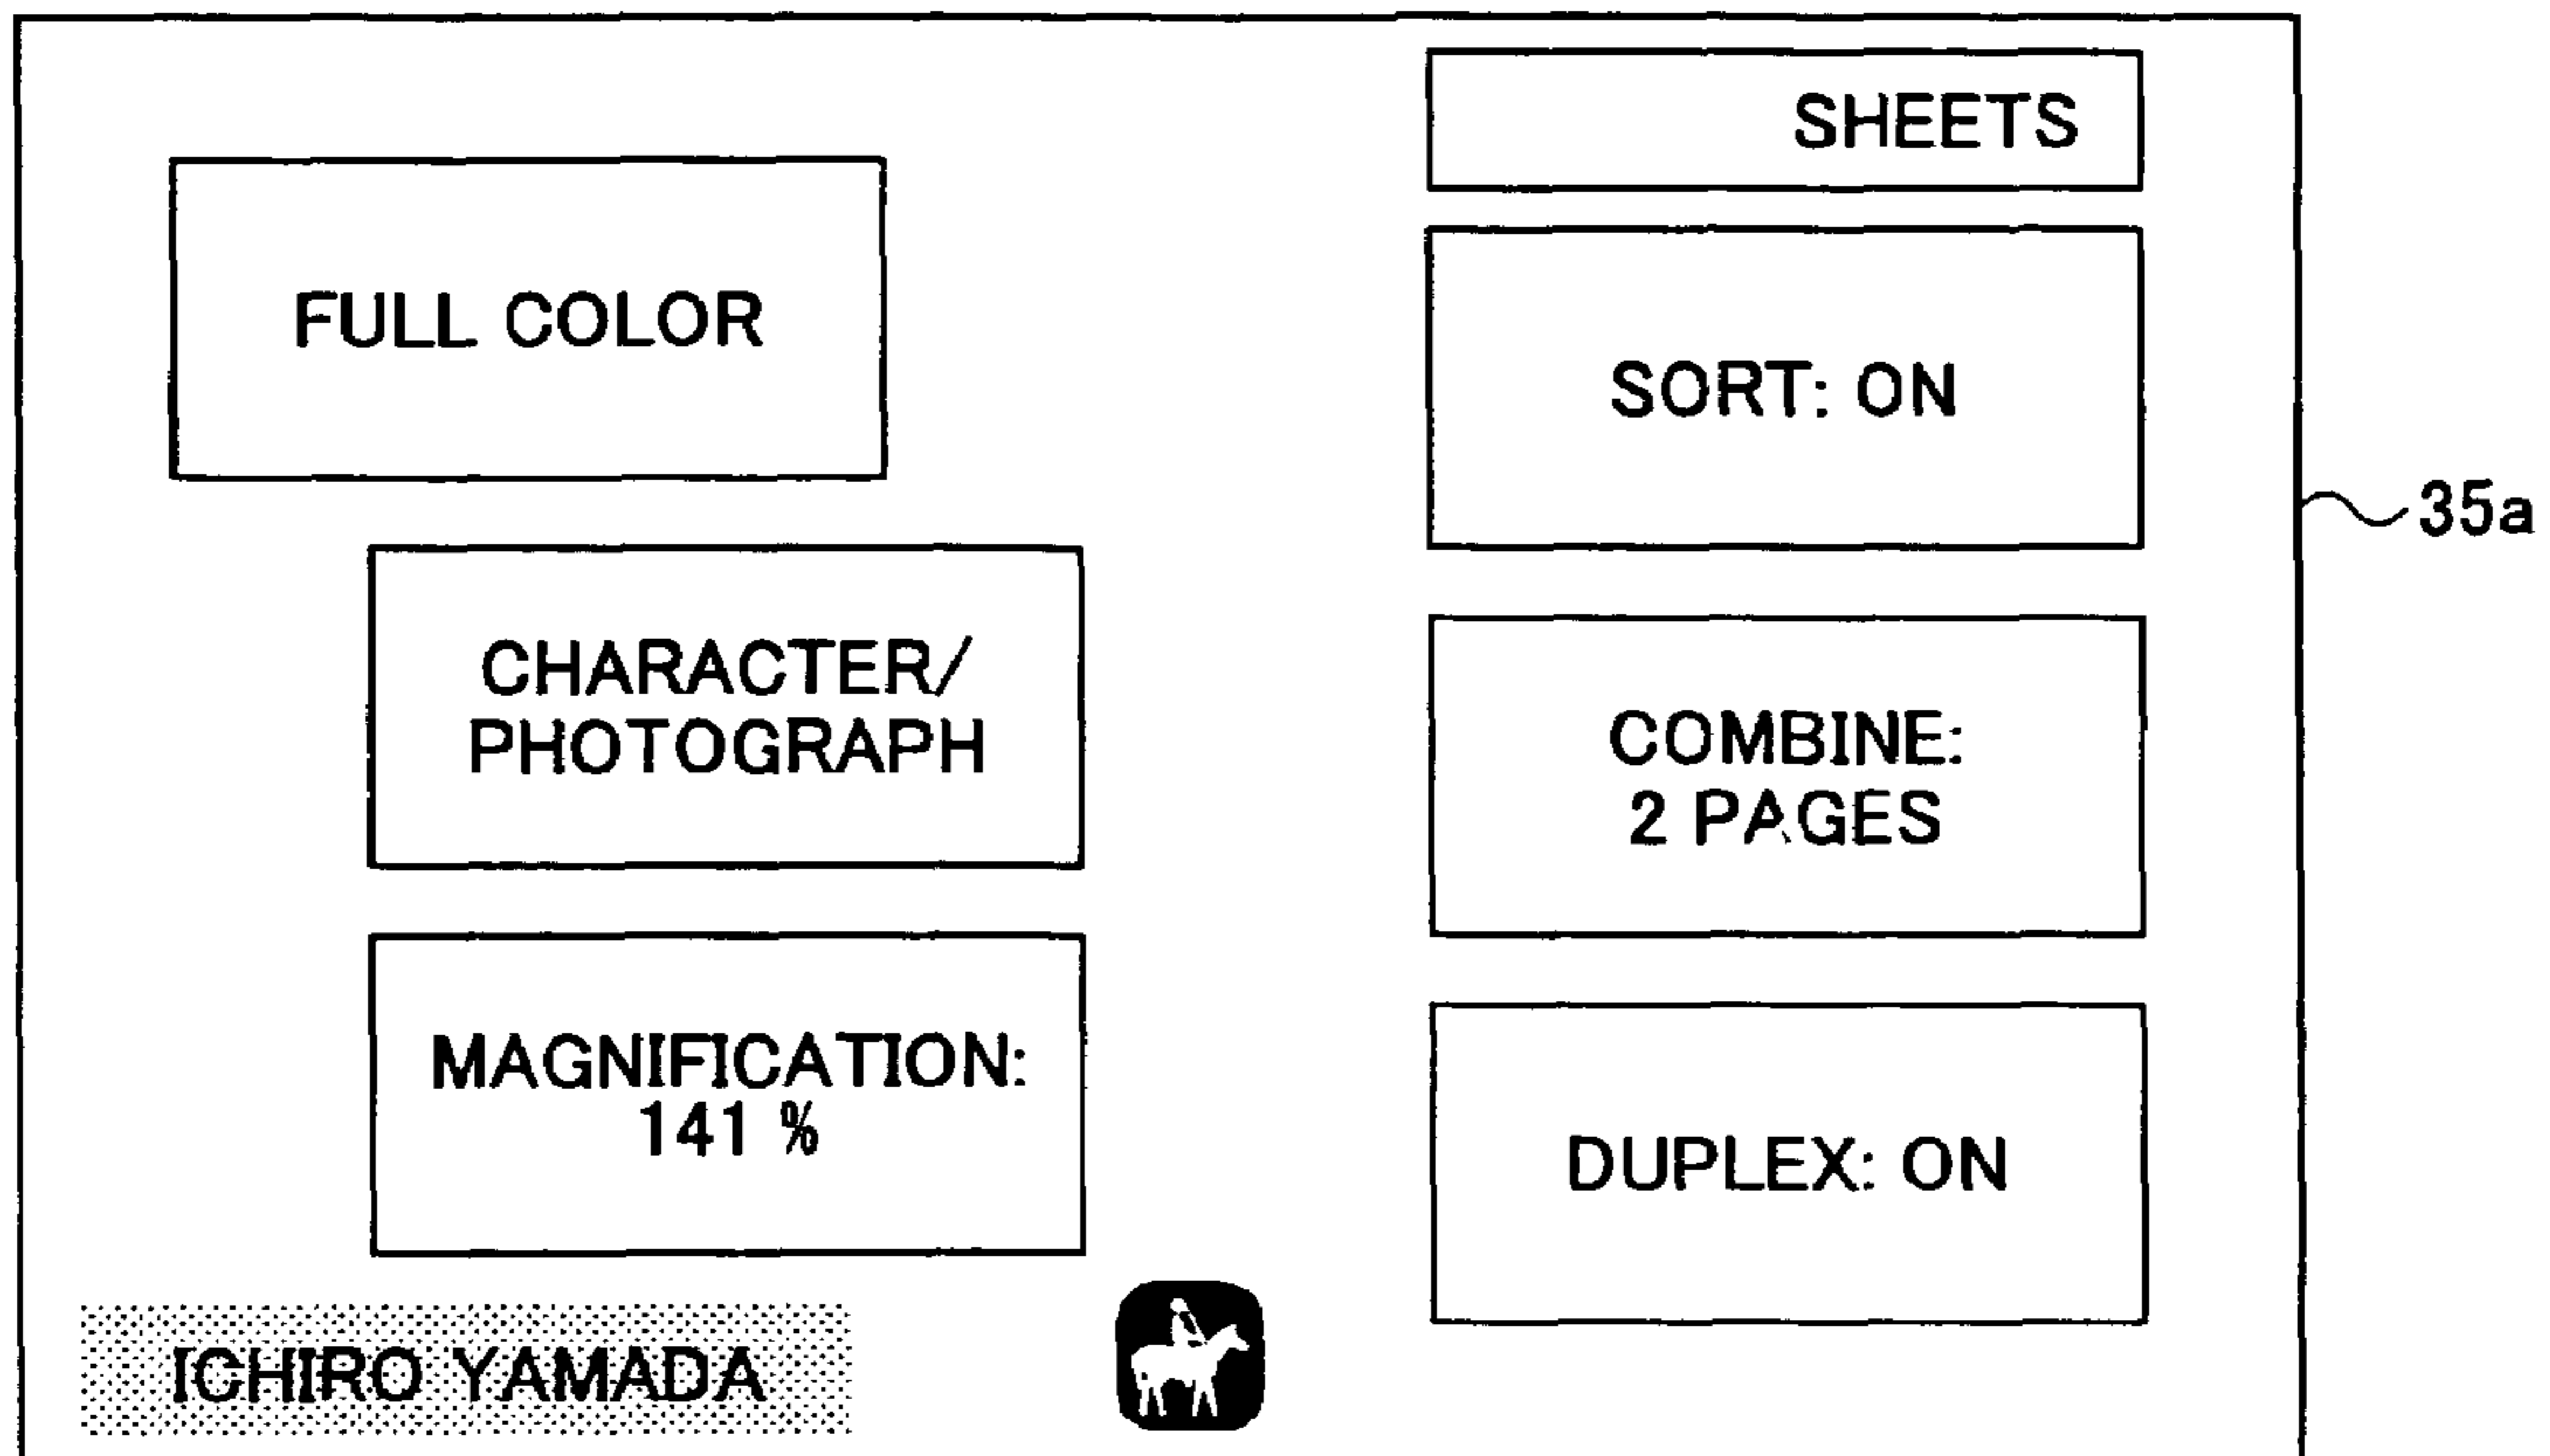 FULL COLOR
CHARACTER/
PHOTOGRAPH
MAGNIFICATION:
141 %
ICHIRO YAMADA
SHEETS
SORT: ON
COMBINE:
2 PAGES
DUPLEX: ON
35a